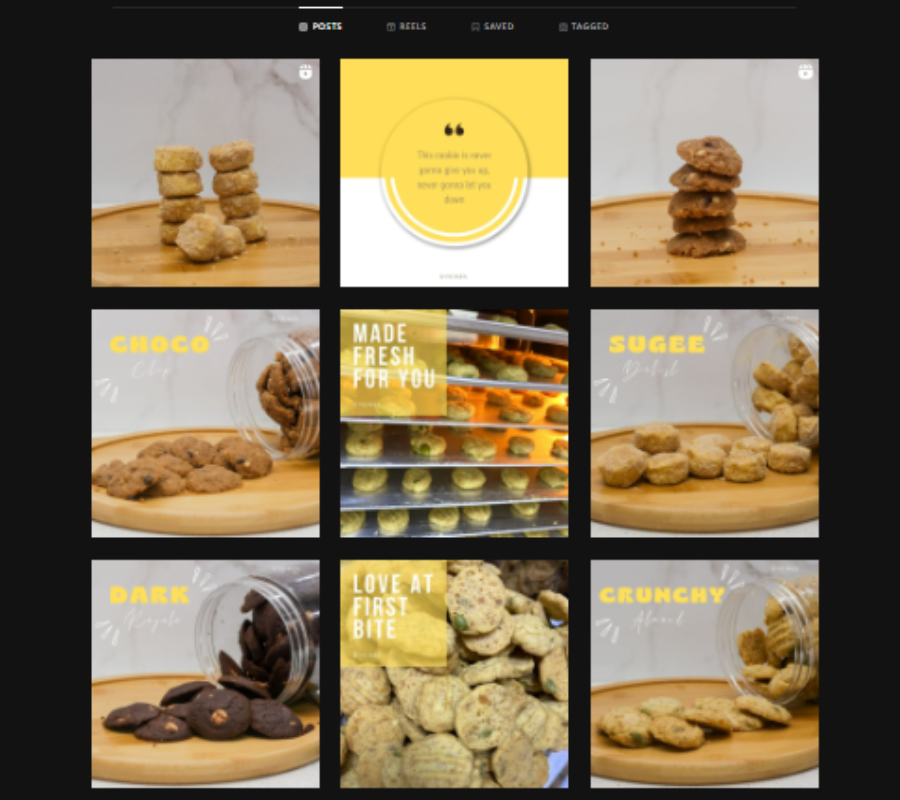 POSTS
REELS
SAVED
TAGGED
This cookie is never
gonna give you up,
never gonna let you
down
CHOCO
Chip
MADE
FRESH
FOR YOU
SUGEE
DARK
Royale
LOVE AT
FIRST
BITE
CRUNCHY
Almond